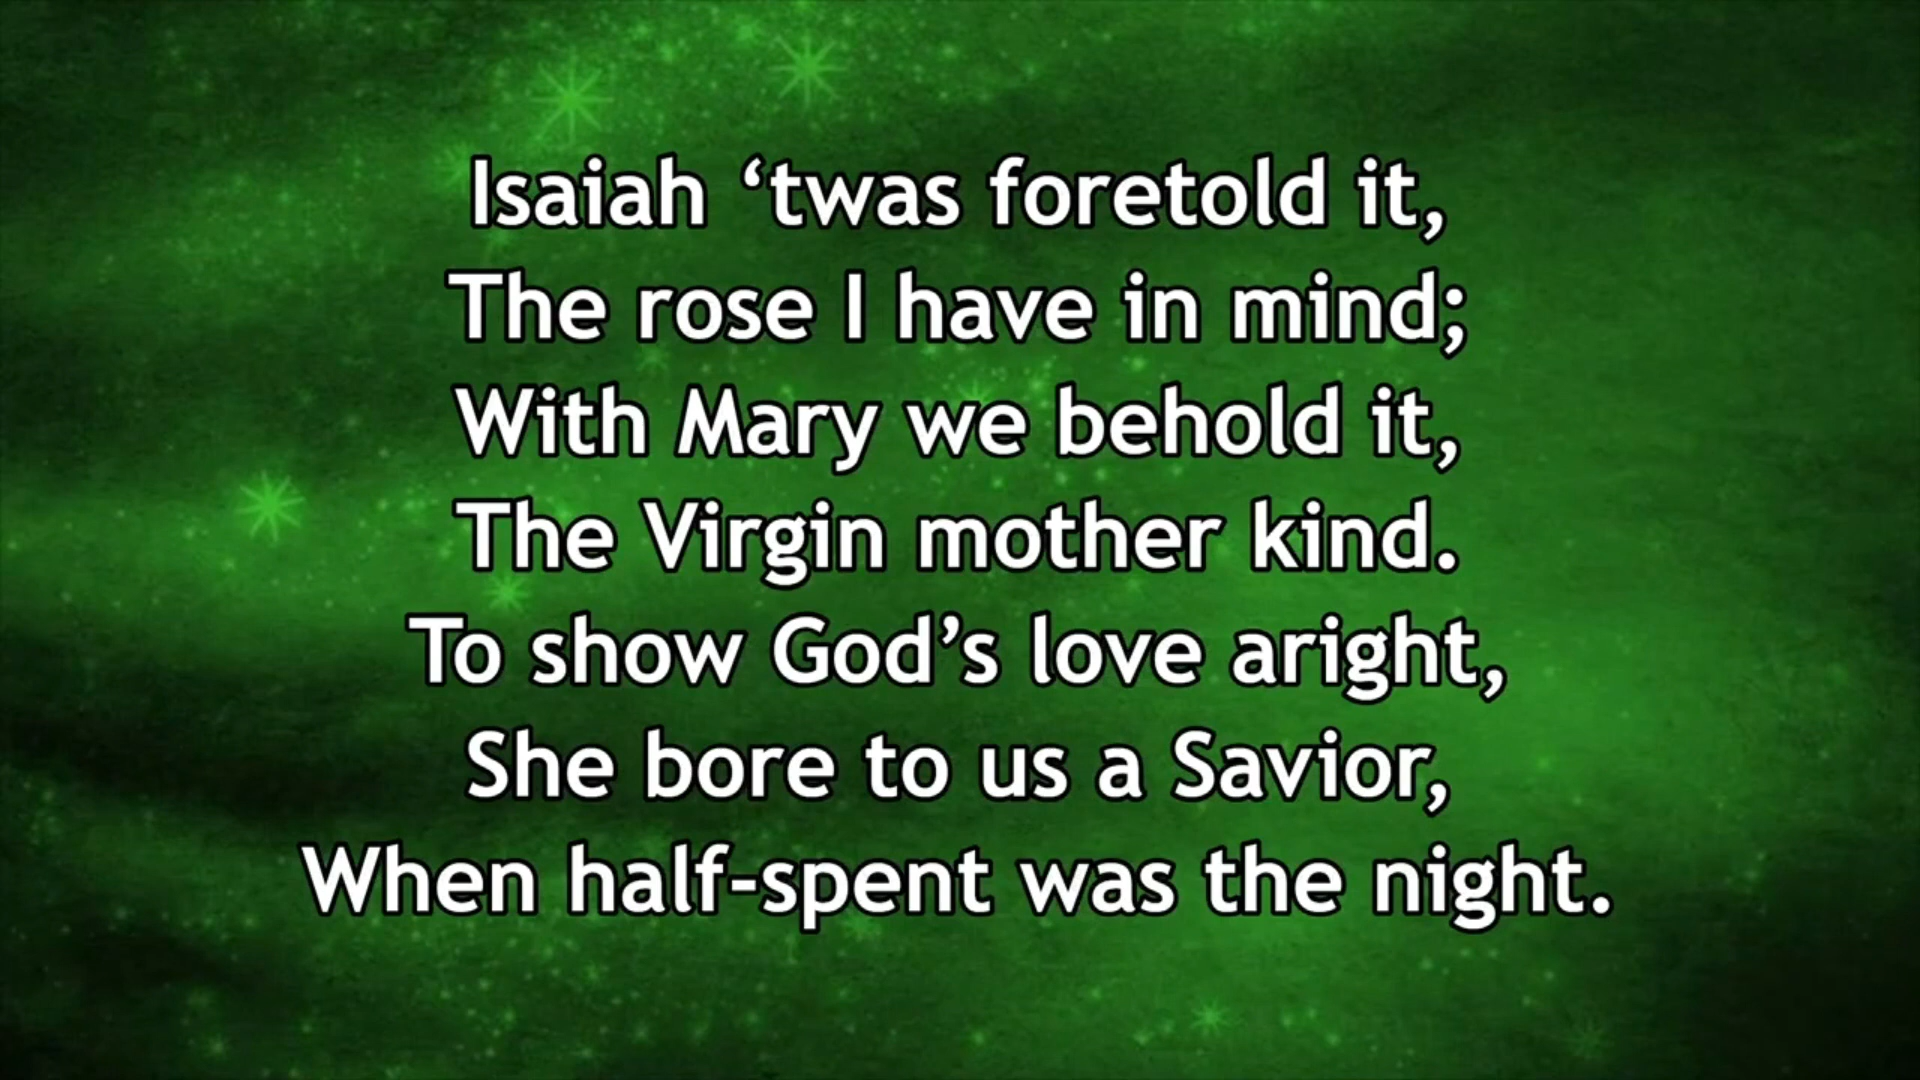 Isaiah ‘twas foretold it,
The rose I have in mind;
With Mary we behold it,
The Virgin mother kind.
To show God’s love aright,
She bore to us a Savior,
When half-spent was the night.